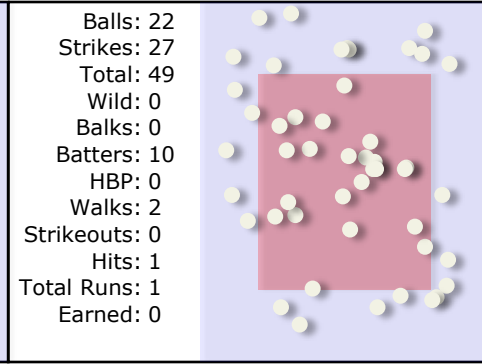 Balls: 22
Strikes: 27
Total: 49
Wild: 0
Balks: 0
Batters: 10
HBP: 0
Walks: 2
Strikeouts: 0
Hits: 1
Total Runs: 1
Earned: 0